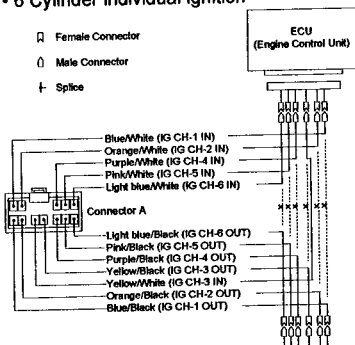 • 6 Cylinder Individual Ignition
Female Connector
Male Connector
Splice
ECU
(Engine Control Unit)
Blue/White (IG CH-1 IN)
Orange/White (IG CH-2 IN)
Purple/White (IG CH-4 IN)
Pink/White (IG CH-5 IN)
Light blue/White (IG CH-6 IN)
Connector A
Light blue/Black (IG CH-6 OUT)
Pink/Black (IG CH-5 OUT)
Purple/Black (IG CH-4 OUT)
Yellow/Black (IG CH-3 OUT)
Yellow/White (IG CH-3 IN)
Orange/Black (IG CH-2 OUT)
Blue/Black (IG CH-1 OUT)